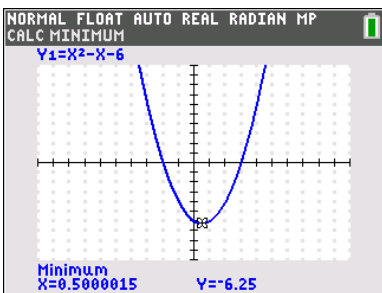 NORMAL FLOAT AUTO REAL RADIAN MP
CALC MINIMUM
Y₁=X²-X-6
Minimum
X=0.5000015 Y=⁻6.25